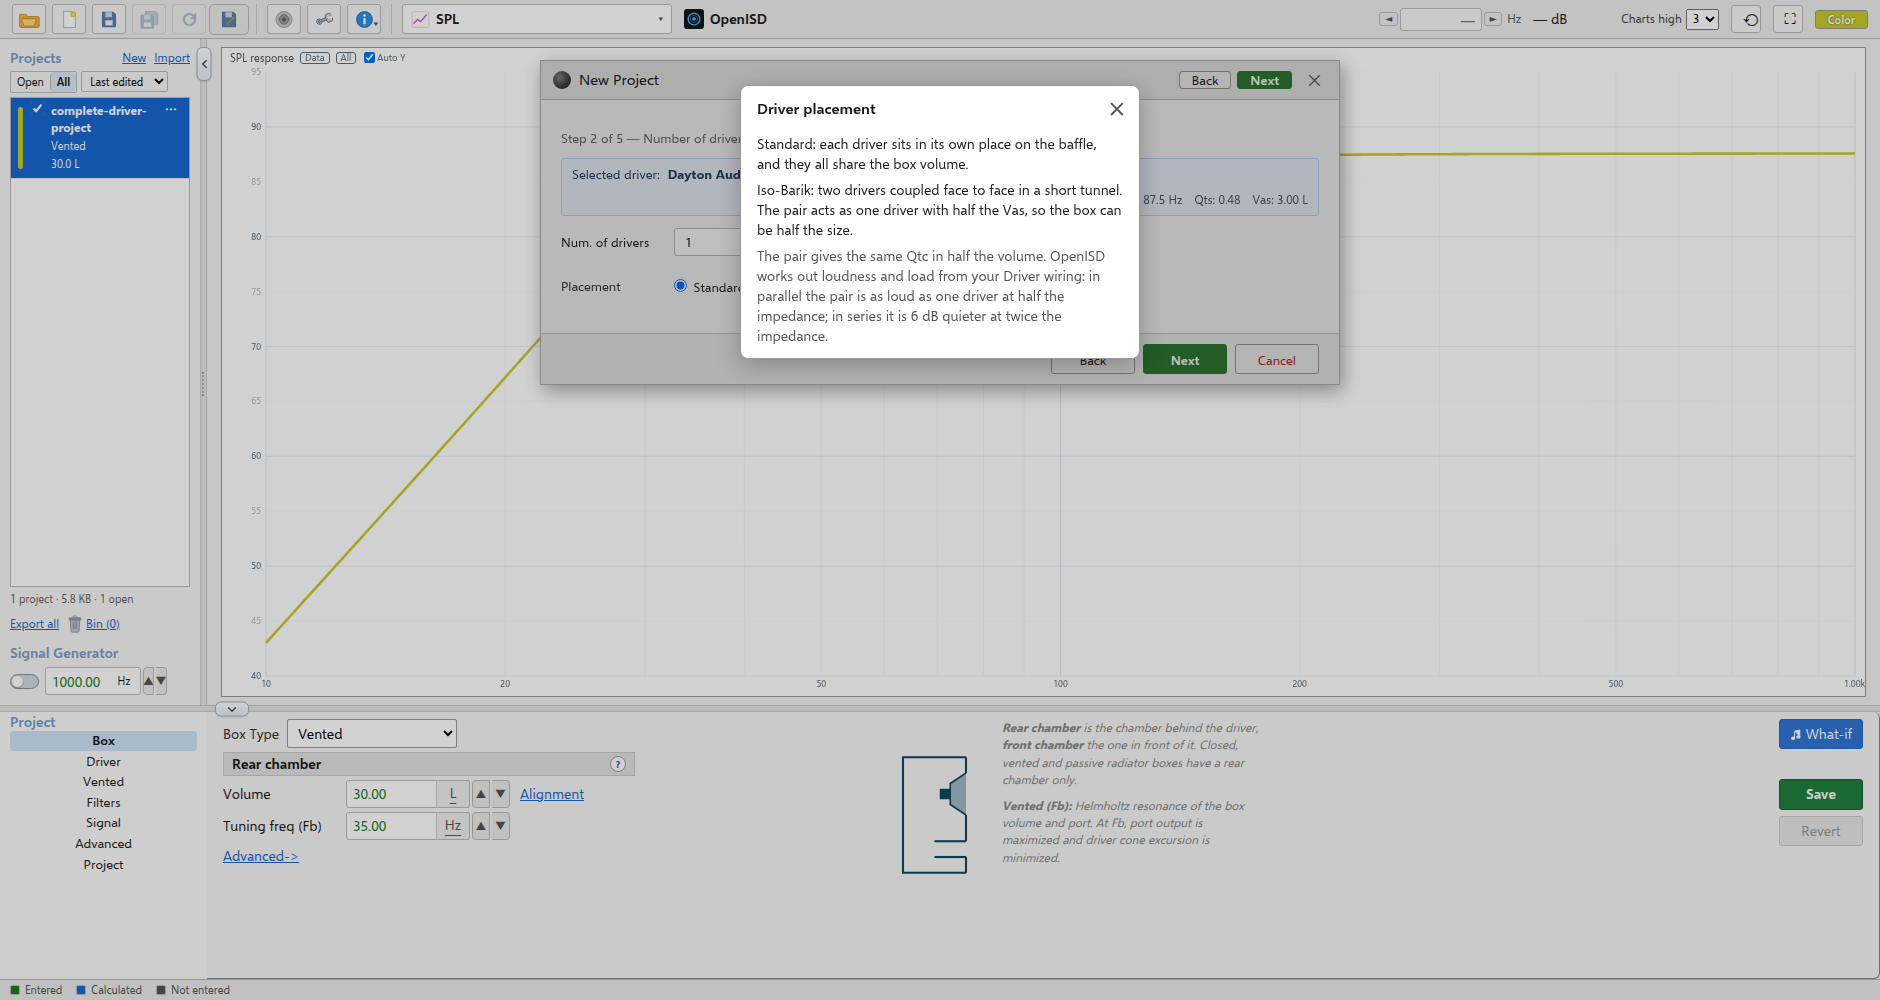 SPL
OpenISD
—
Hz
— dB
Charts high
3
Color
Projects
New
Import
Open
All
Last edited
complete-driver-
project
Vented
30.0 L
1 project · 5.8 KB · 1 open
Export all
Bin (0)
Signal Generator
1000.00
Hz
SPL response
Data
All
Auto Y
95
90
85
80
75
70
65
60
55
50
45
40
10
20
50
100
200
500
1.00k
New Project
Back
Next
Step 2 of 5 — Number of driver
Selected driver: Dayton Aud
87.5 Hz Qts: 0.48 Vas: 3.00 L
Num. of drivers
1
Placement
Standard
Back
Next
Cancel
Driver placement
Standard: each driver sits in its own place on the baffle,
and they all share the box volume.
Iso-Barik: two drivers coupled face to face in a short tunnel.
The pair acts as one driver with half the Vas, so the box can
be half the size.
The pair gives the same Qtc in half the volume. OpenISD
works out loudness and load from your Driver wiring: in
parallel the pair is as loud as one driver at half the
impedance; in series it is 6 dB quieter at twice the
impedance.
Project
Box
Driver
Vented
Filters
Signal
Advanced
Project
Box Type
Vented
Rear chamber
?
Volume
30.00
L
Alignment
Tuning freq (Fb)
35.00
Hz
Advanced->
Rear chamber is the chamber behind the driver,
front chamber the one in front of it. Closed,
vented and passive radiator boxes have a rear
chamber only.
Vented (Fb): Helmholtz resonance of the box
volume and port. At Fb, port output is
maximized and driver cone excursion is
minimized.
What-if
Save
Revert
Entered
Calculated
Not entered